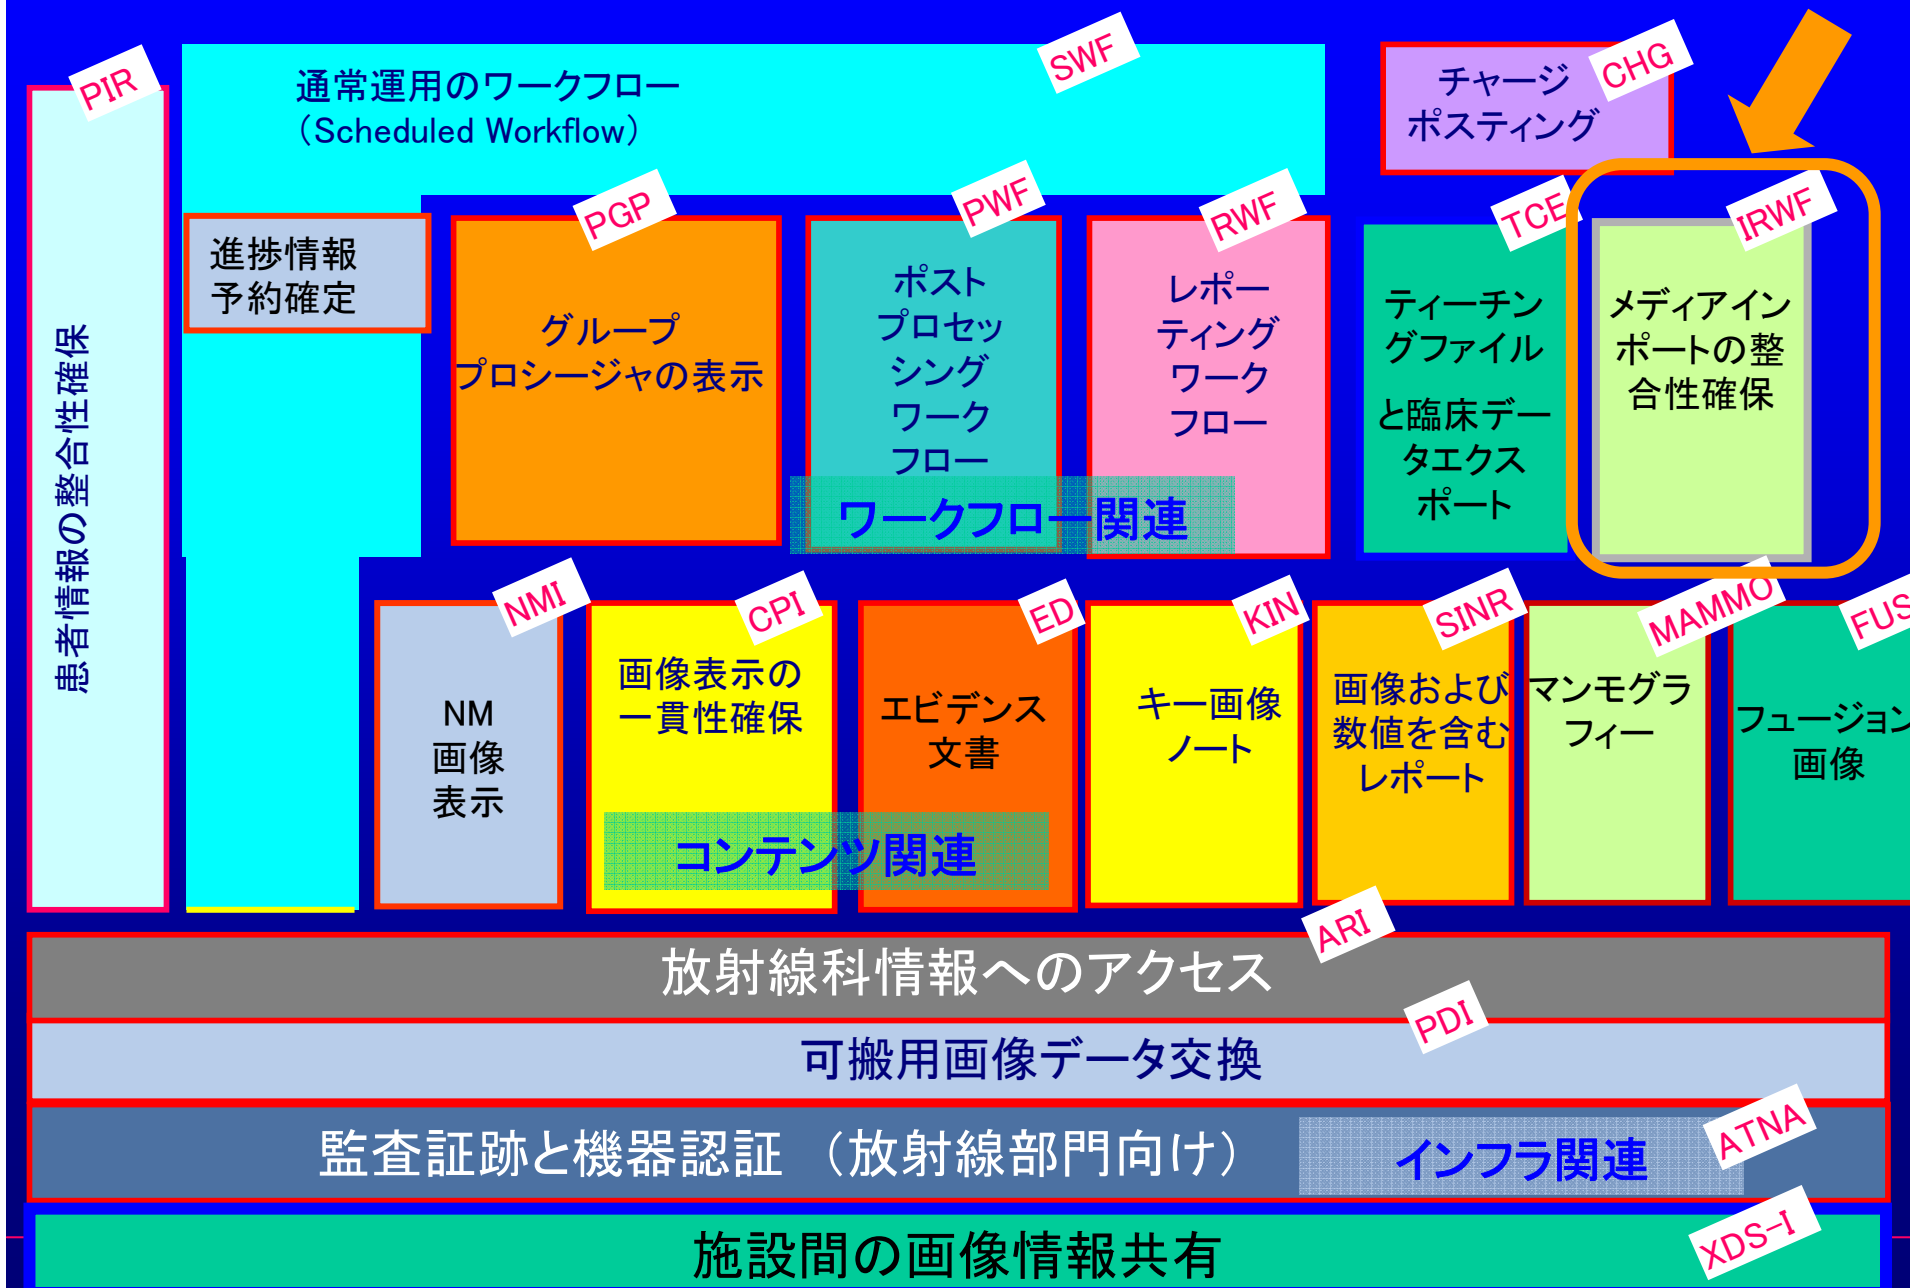 PIR
患者情報の整合性確保
通常運用のワークフロー
（Scheduled Workflow）
SWF
チャージ
ポスティング
CHG
進捗情報
予約確定
PGP
グループ
プロシージャの表示
PWF
ポスト
プロセッ
シング
ワーク
フロー
RWF
レポー
ティング
ワーク
フロー
ワークフロー関連
TCE
ティーチン
グファイル
と臨床デー
タエクス
ポート
IRWF
メディアイン
ポートの整
合性確保
NMI
NM
画像
表示
CPI
画像表示の
一貫性確保
ED
エビデンス
文書
コンテンツ関連
KIN
キー画像
ノート
SINR
画像および
数値を含む
レポート
MAMMO
マンモグラ
フィー
FUS
フュージョン
画像
ARI
放射線科情報へのアクセス
PDI
可搬用画像データ交換
監査証跡と機器認証 （放射線部門向け）
インフラ関連
ATNA
施設間の画像情報共有
XDS-I